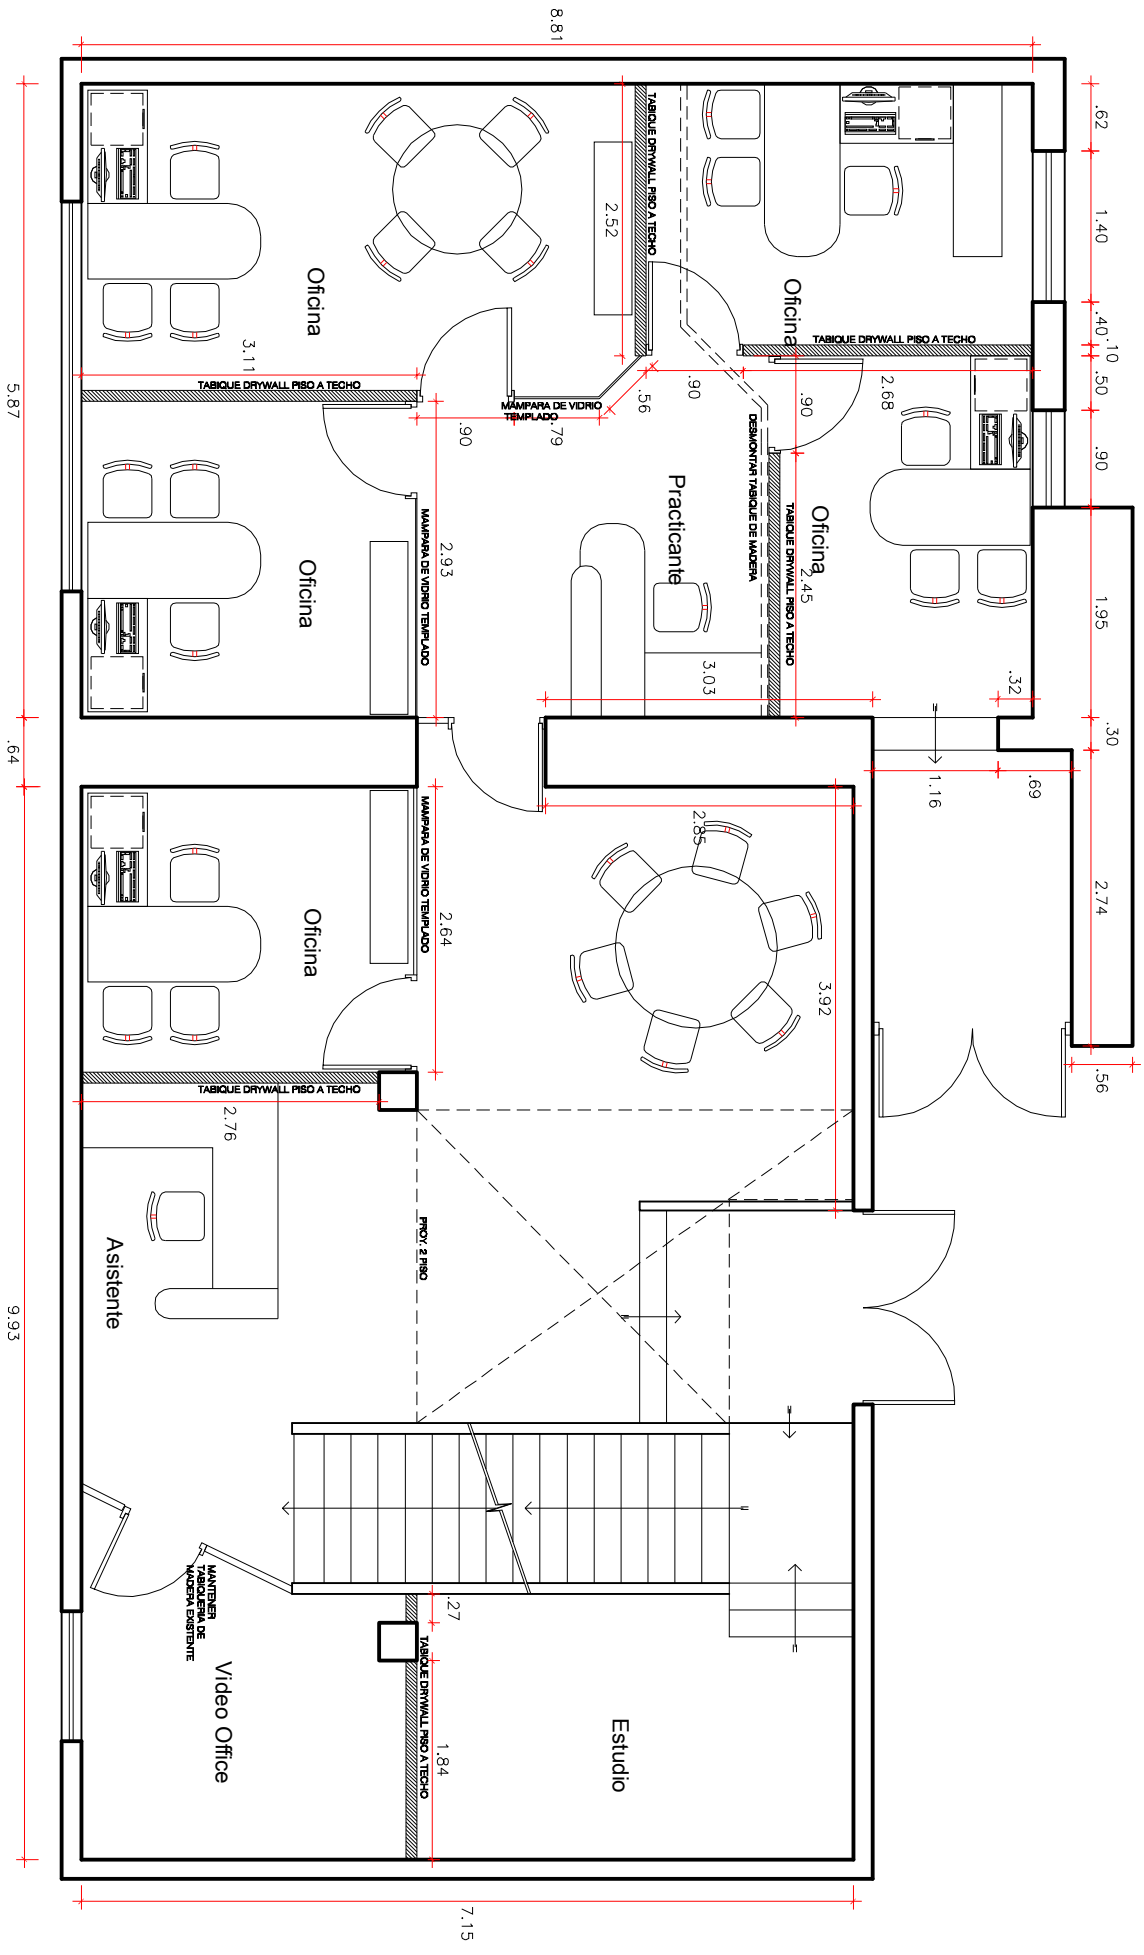 8.81
.62
1.40
.40
.10
.50
.90
1.95
.30
2.74
.56
TABIQUE DRYWALL PISO A TECHO
2.52
Oficina
Oficina
TABIQUE DRYWALL PISO A TECHO
3.11
TABIQUE DRYWALL PISO A TECHO
5.87
MAMPARA DE VIDRIO
TEMPLADO
.90
.79
.56
.90
.90
2.68
DESMONTAR TABIQUE DE MADERA
Practicante
Oficina
2.45
TABIQUE DRYWALL PISO A TECHO
2.93
MAMPARA DE VIDRIO TEMPLADO
Oficina
3.03
.32
.64
1.16
.69
2.85
MAMPARA DE VIDRIO TEMPLADO
2.64
Oficina
3.92
TABIQUE DRYWALL PISO A TECHO
2.76
PROY. 2 PISO
Asistente
9.93
MANTENER
TABIQUERIA DE
MADERA EXISTENTE
.27
TABIQUE DRYWALL PISO A TECHO
1.84
Video Office
Estudio
7.15